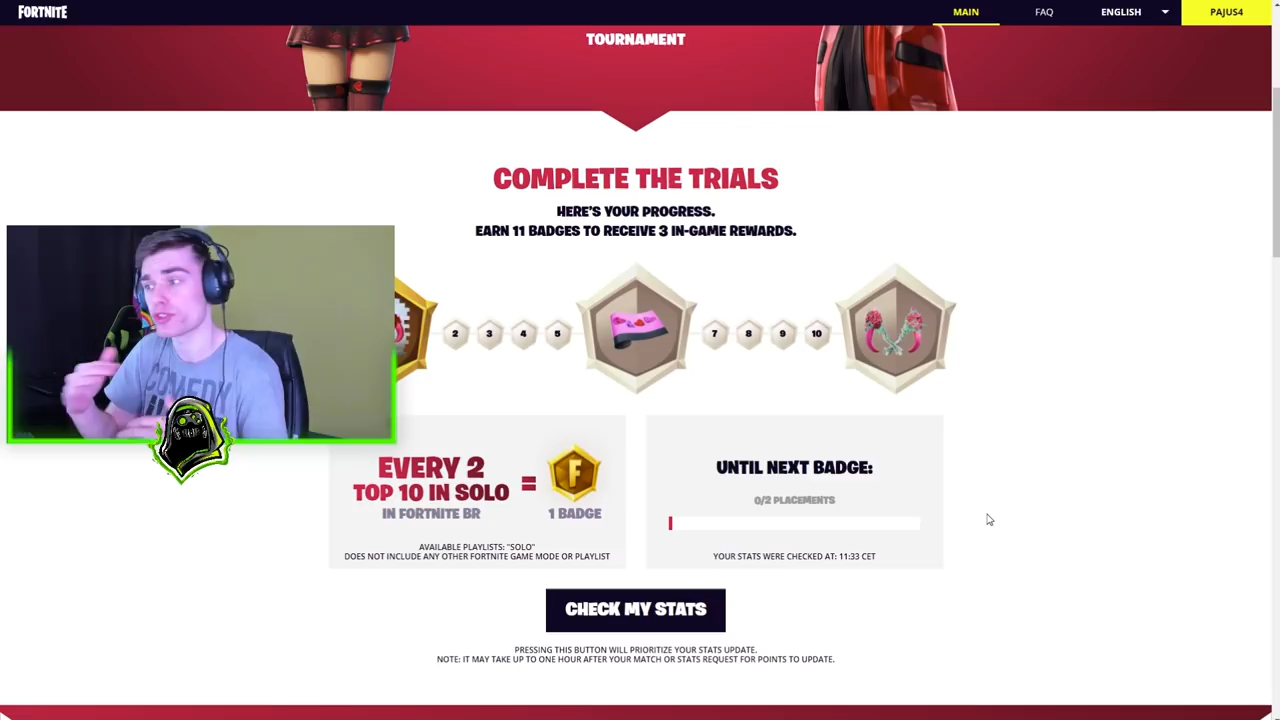 FORTNITE
MAIN
FAQ
ENGLISH
PAJUS4
TOURNAMENT
COMPLETE THE TRIALS
HERE'S YOUR PROGRESS.
EARN 11 BADGES TO RECEIVE 3 IN-GAME REWARDS.
2
3
4
5
7
8
9
10
COMEDY
EVERY 2
TOP 10 IN SOLO
IN FORTNITE BR
=
F
1 BADGE
AVAILABLE PLAYLISTS: "SOLO"
DOES NOT INCLUDE ANY OTHER FORTNITE GAME MODE OR PLAYLIST
UNTIL NEXT BADGE:
0/2 PLACEMENTS
YOUR STATS WERE CHECKED AT: 11:33 CET
CHECK MY STATS
PRESSING THIS BUTTON WILL PRIORITIZE YOUR STATS UPDATE.
NOTE: IT MAY TAKE UP TO ONE HOUR AFTER YOUR MATCH OR STATS REQUEST FOR POINTS TO UPDATE.